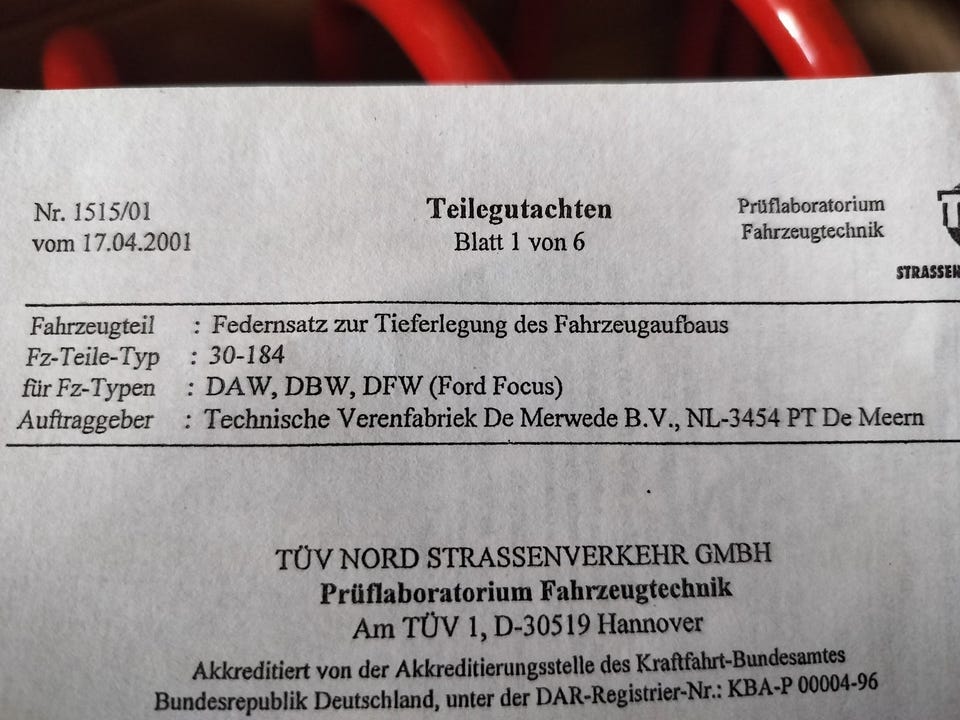 Nr. 1515/01
vom 17.04.2001
Teilegutachten
Blatt 1 von 6
Prüflaboratorium
Fahrzeugtechnik
STRASSEN
Fahrzeugteil : Federnsatz zur Tieferlegung des Fahrzeugaufbaus
Fz-Teile-Typ : 30-184
für Fz-Typen : DAW, DBW, DFW (Ford Focus)
Auftraggeber : Technische Verenfabriek De Merwede B.V., NL-3454 PT De Meern
TÜV NORD STRASSENVERKEHR GMBH
Prüflaboratorium Fahrzeugtechnik
Am TÜV 1, D-30519 Hannover
Akkreditiert von der Akkreditierungsstelle des Kraftfahrt-Bundesamtes
Bundesrepublik Deutschland, unter der DAR-Registrier-Nr.: KBA-P 00004-96